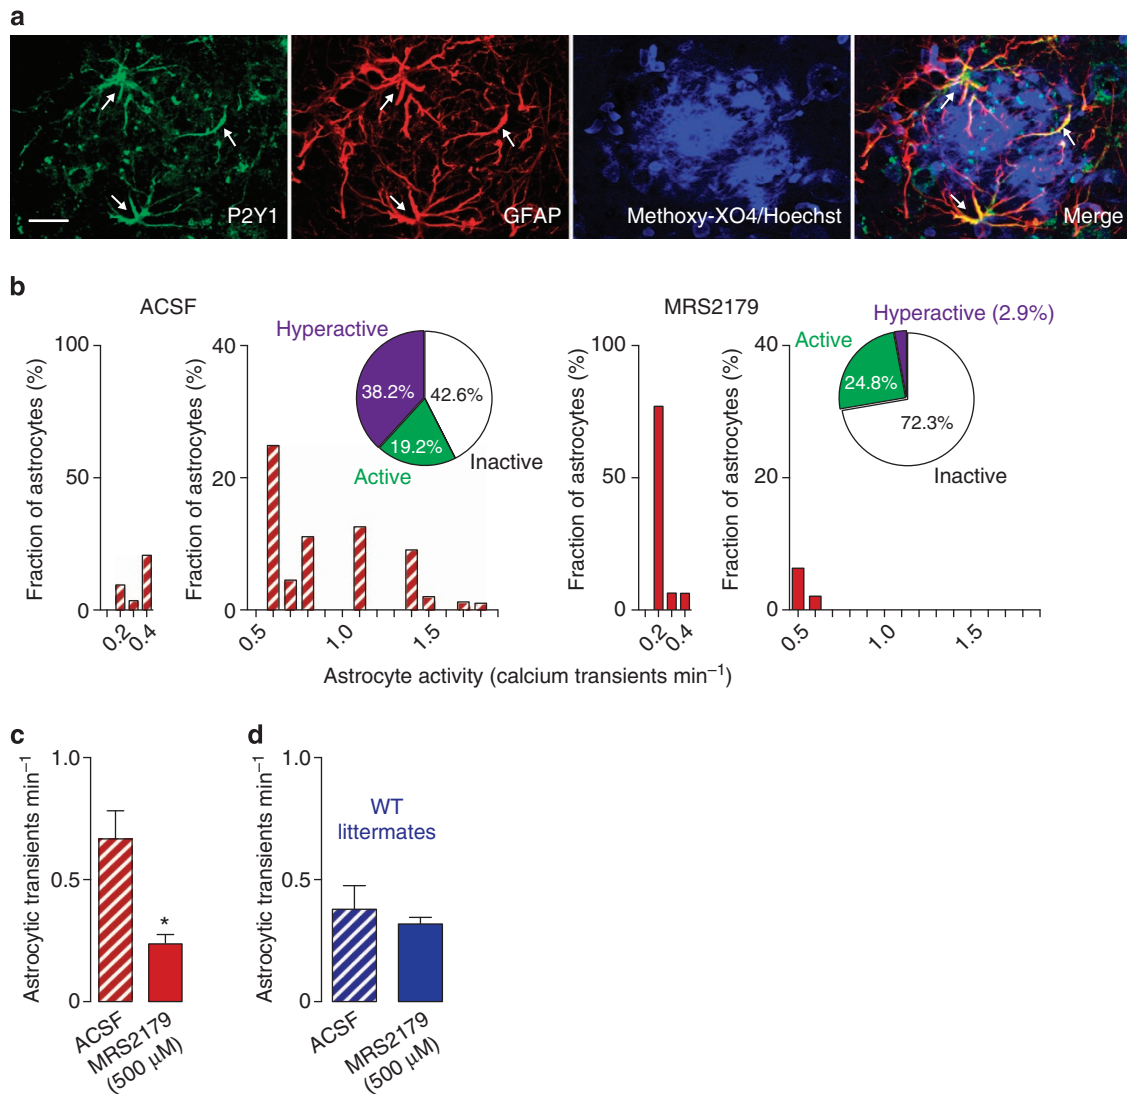 a
P2Y1
GFAP
Methoxy-XO4/Hoechst
Merge
b
ACSF
Fraction of astrocytes (%)
100
50
0
0.2
0.4
Fraction of astrocytes (%)
40
20
0
0.5
1.0
1.5
Hyperactive
38.2%
42.6%
19.2%
Active
Inactive
MRS2179
Fraction of astrocytes (%)
100
50
0
0.2
0.4
Fraction of astrocytes (%)
40
20
0
0.5
1.0
1.5
Hyperactive (2.9%)
Active
24.8%
72.3%
Inactive
Astrocyte activity (calcium transients min⁻¹)
c
Astrocytic transients min⁻¹
1.0
0.5
0
*
ACSF
MRS2179
(500 µM)
d
Astrocytic transients min⁻¹
1.0
0.5
0
WT
littermates
ACSF
MRS2179
(500 µM)